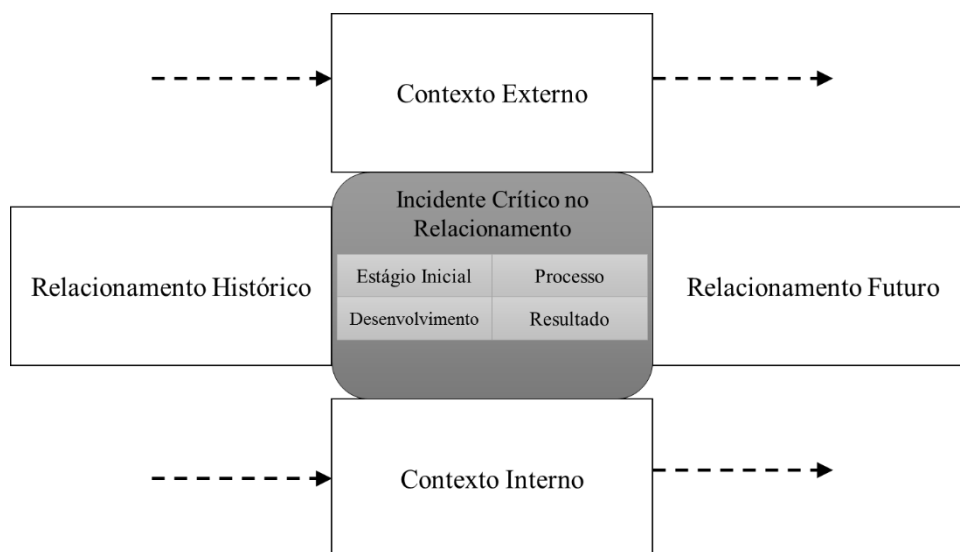 Contexto Externo
Incidente Crítico no
Relacionamento
Relacionamento Histórico
Estágio Inicial
Processo
Desenvolvimento
Resultado
Relacionamento Futuro
Contexto Interno